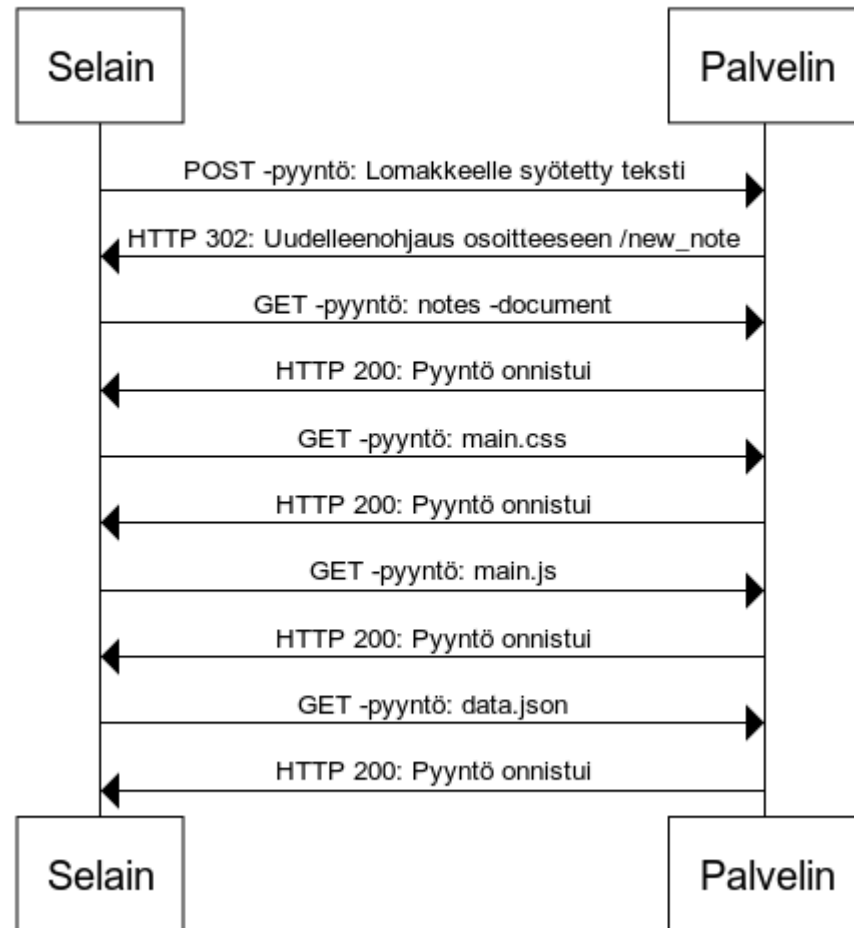 Selain Palvelin
POST -pyyntö: Lomakkeelle syötetty teksti
HTTP 302: Uudelleenohjaus osoitteeseen /new_note
GET -pyyntö: notes -document
HTTP 200: Pyyntö onnistui
GET -pyyntö: main.css
HTTP 200: Pyyntö onnistui
GET -pyyntö: main.js
HTTP 200: Pyyntö onnistui
GET -pyyntö: data.json
HTTP 200: Pyyntö onnistui
Selain Palvelin